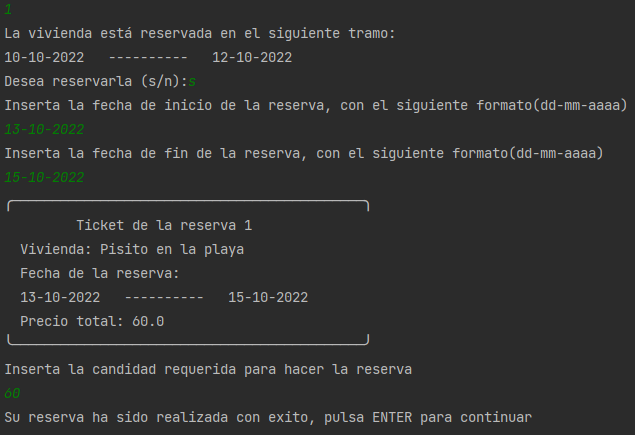 1
La vivienda está reservada en el siguiente tramo:
10-10-2022   ----------   12-10-2022
Desea reservarla (s/n):s
Inserta la fecha de inicio de la reserva, con el siguiente formato(dd-mm-aaaa)
13-10-2022
Inserta la fecha de fin de la reserva, con el siguiente formato(dd-mm-aaaa)
15-10-2022
Ticket de la reserva 1
Vivienda: Pisito en la playa
Fecha de la reserva:
13-10-2022   ----------   15-10-2022
Precio total: 60.0
Inserta la candidad requerida para hacer la reserva
60
Su reserva ha sido realizada con exito, pulsa ENTER para continuar